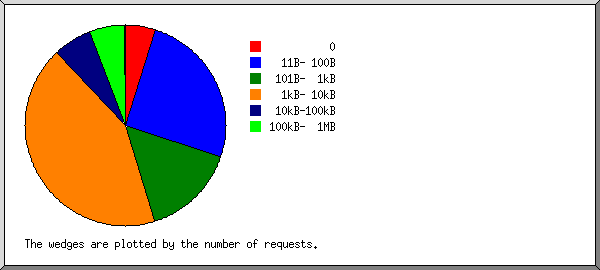 0
11B- 100B
101B- 1kB
1kB- 10kB
10kB-100kB
100kB- 1MB
The wedges are plotted by the number of requests.